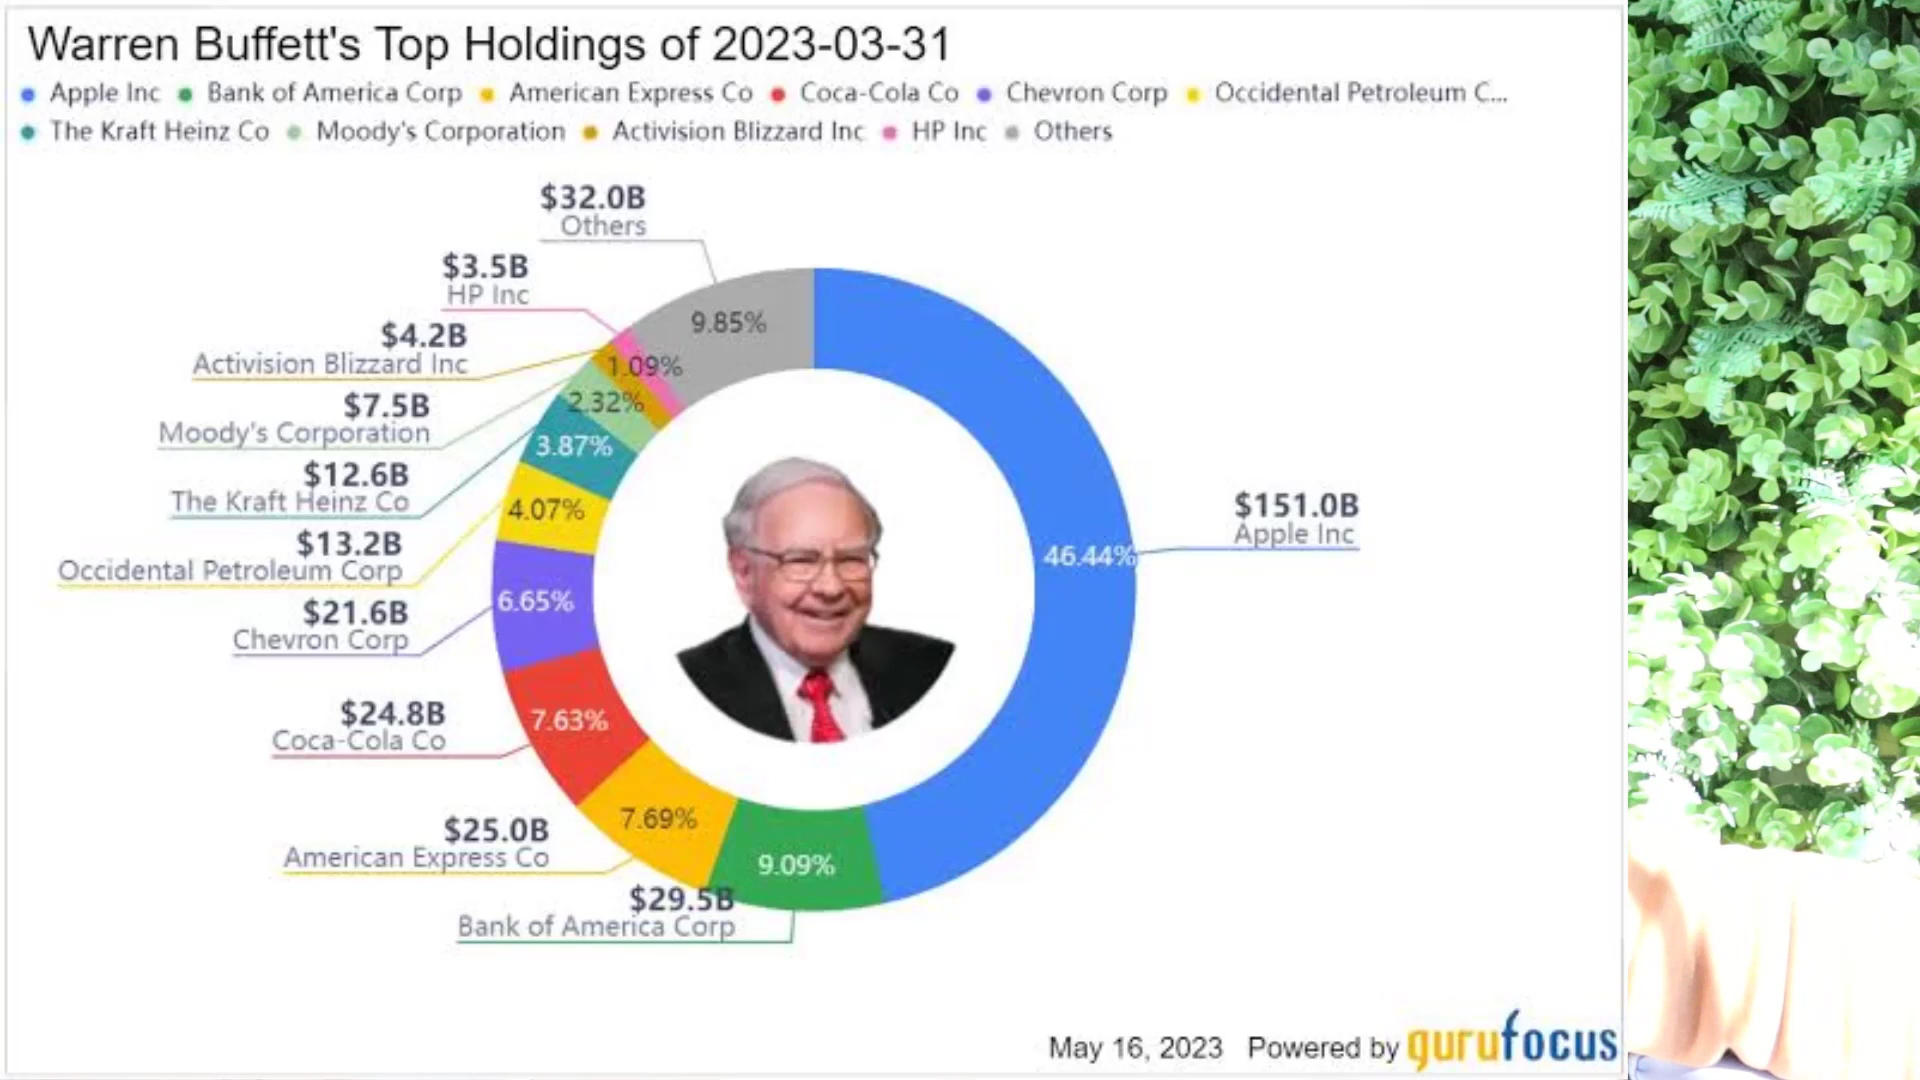 Warren Buffett's Top Holdings of 2023-03-31
Apple Inc Bank of America Corp American Express Co Coca-Cola Co Chevron Corp Occidental Petroleum C...
The Kraft Heinz Co Moody's Corporation Activision Blizzard Inc HP Inc Others
$32.0B
Others
$3.5B
HP Inc
$4.2B
Activision Blizzard Inc
$7.5B
Moody's Corporation
$12.6B
The Kraft Heinz Co
$13.2B
Occidental Petroleum Corp
$21.6B
Chevron Corp
$24.8B
Coca-Cola Co
$25.0B
American Express Co
$29.5B
Bank of America Corp
9.85%
1.09%
2.32%
3.87%
4.07%
6.65%
7.63%
7.69%
9.09%
46.44%
$151.0B
Apple Inc
May 16, 2023 Powered by gurufocus